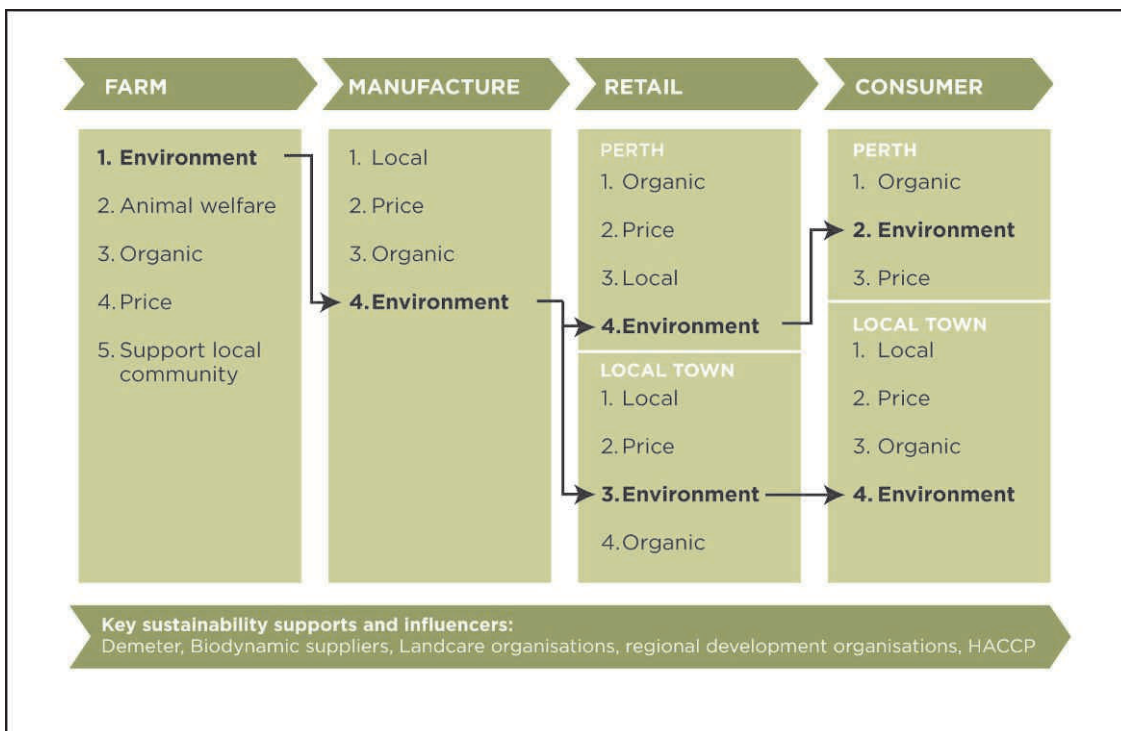 FARM
1. Environment
2. Animal welfare
3. Organic
4. Price
5. Support local
community
MANUFACTURE
1. Local
2. Price
3. Organic
4. Environment
RETAIL
PERTH
1. Organic
2. Price
3. Local
4. Environment
LOCAL TOWN
1. Local
2. Price
3. Environment
4. Organic
CONSUMER
PERTH
1. Organic
2. Environment
3. Price
LOCAL TOWN
1. Local
2. Price
3. Organic
4. Environment
Key sustainability supports and influencers:
Demeter, Biodynamic suppliers, Landcare organisations, regional development organisations, HACCP